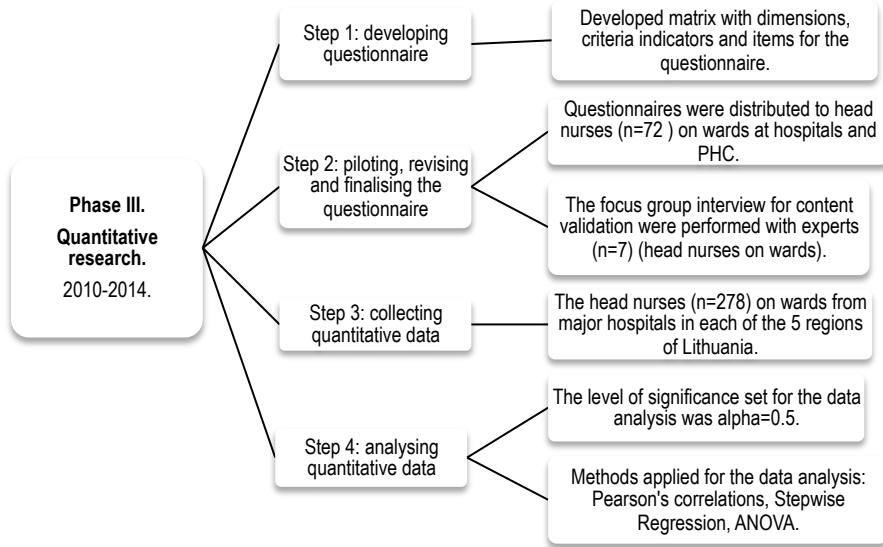 Phase III.
Quantitative
research.
2010-2014.
Step 1: developing
questionnaire
Developed matrix with dimensions,
criteria indicators and items for the
questionnaire.
Step 2: piloting, revising
and finalising the
questionnaire
Questionnaires were distributed to head
nurses (n=72 ) on wards at hospitals and
PHC.
The focus group interview for content
validation were performed with experts
(n=7) (head nurses on wards).
Step 3: collecting
quantitative data
The head nurses (n=278) on wards from
major hospitals in each of the 5 regions
of Lithuania.
Step 4: analysing
quantitative data
The level of significance set for the data
analysis was alpha=0.5.
Methods applied for the data analysis:
Pearson's correlations, Stepwise
Regression, ANOVA.